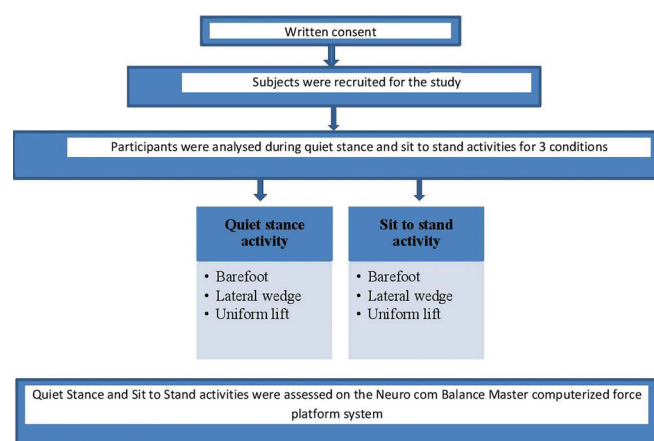 Written consent
Subjects were recruited for the study
Participants were analysed during quiet stance and sit to stand activities for 3 conditions
Quiet stance
activity
• Barefoot
• Lateral wedge
• Uniform lift
Sit to stand
activity
• Barefoot
• Lateral wedge
• Uniform lift
Quiet Stance and Sit to Stand activities were assessed on the Neuro com Balance Master computerized force
platform system